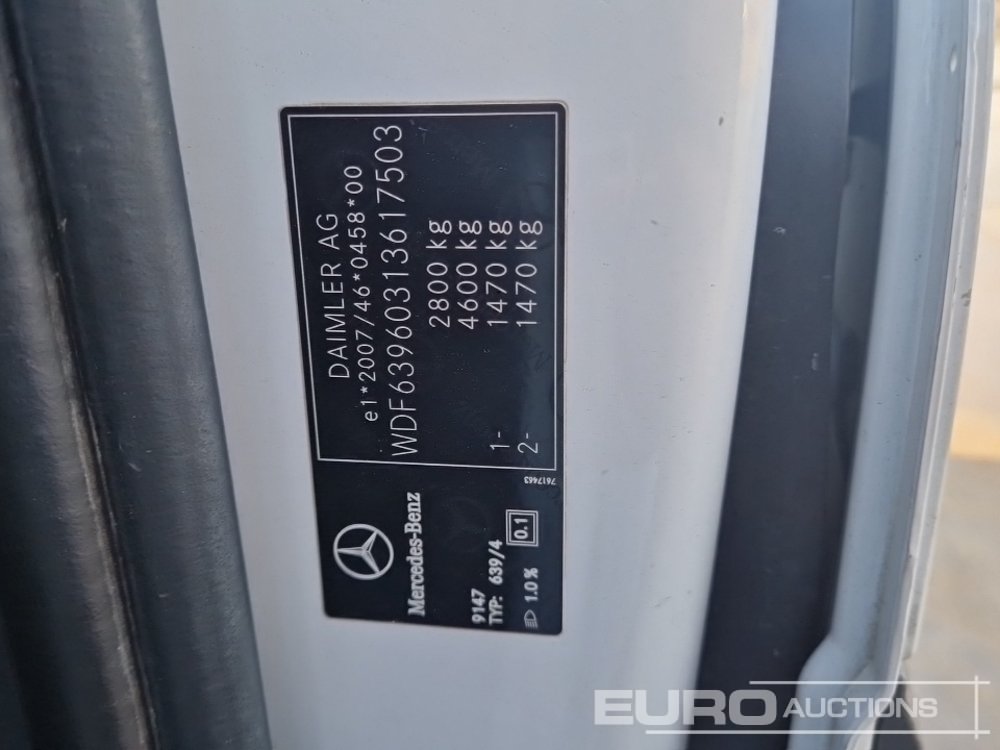 DAIMLER AG
e1*2007/46*0458*00
WDF63960313617503
2800 kg
4600 kg
1- 1470 kg
2- 1470 kg
7617463
Mercedes-Benz
9147
TYP: 639/4
1.0 % 0.1
EURO AUCTIONS